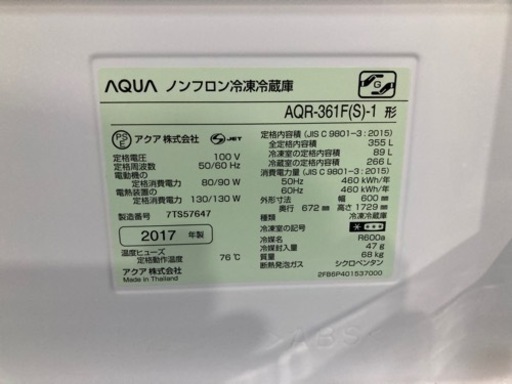 AQUA ノンフロン冷凍冷蔵庫
G
AQR-361F(S)-1 形
PS E アクア株式会社 S JET
定格電圧 100 V
定格周波数 50/60 Hz
電動機の
定格消費電力 80/90 W
電熱装置の
定格消費電力 130/130 W
製造番号 7TS57647
2017 年製
温度ヒューズ
定格動作温度 76℃
アクア株式会社
Made in Thailand
定格内容積 (JIS C 9801-3 : 2015)
全定格内容積 355 L
冷凍室の定格内容積 89 L
冷蔵室の定格内容積 266 L
消費電力量 (JIS C 9801-3 : 2015)
50Hz 460 kWh/年
60Hz 460 kWh/年
外形寸法 幅 600 mm
奥行 672 mm 高さ 1729 mm
種類 冷凍冷蔵庫
冷凍室の記号
冷媒名 R600a
冷媒封入量 47 g
質量 68 kg
断熱発泡ガス シクロペンタン
2FB6P401537000
>ABS<